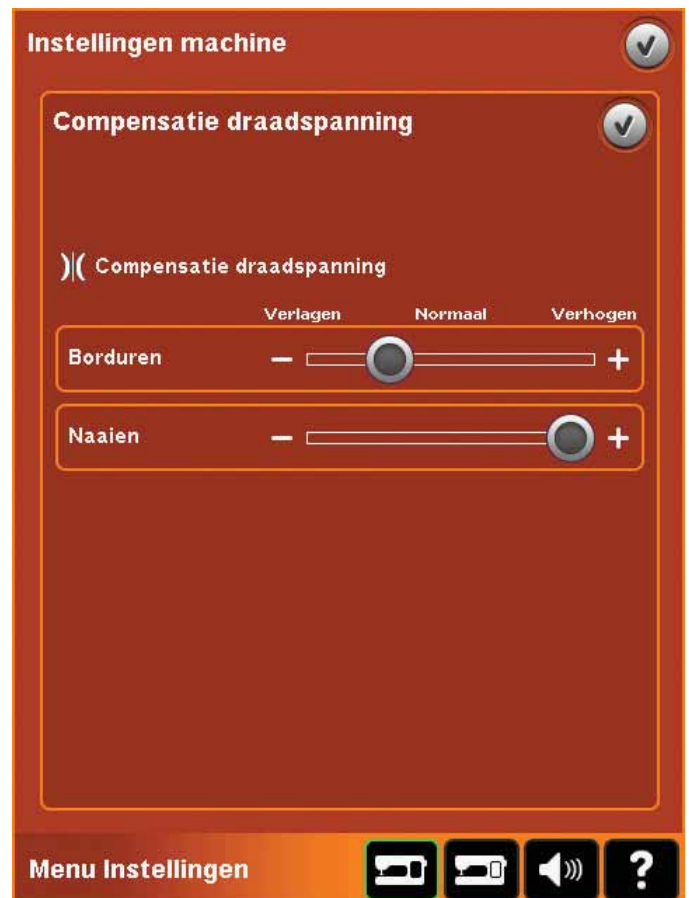 Instellingen machine
Compensatie draadspanning
Compensatie draadspanning
Verlagen Normaal Verhogen
Borduren − +
Naaien − +
Menu Instellingen ?